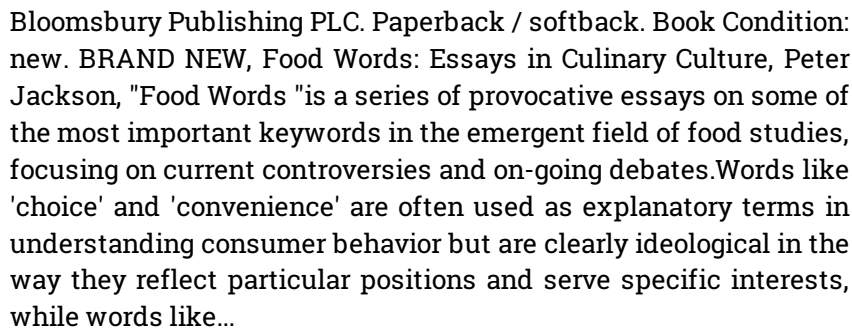 Bloomsbury Publishing PLC. Paperback / softback. Book Condition:
new. BRAND NEW, Food Words: Essays in Culinary Culture, Peter
Jackson, "Food Words "is a series of provocative essays on some of
the most important keywords in the emergent field of food studies,
focusing on current controversies and on-going debates.Words like
'choice' and 'convenience' are often used as explanatory terms in
understanding consumer behavior but are clearly ideological in the
way they reflect particular positions and serve specific interests,
while words like...